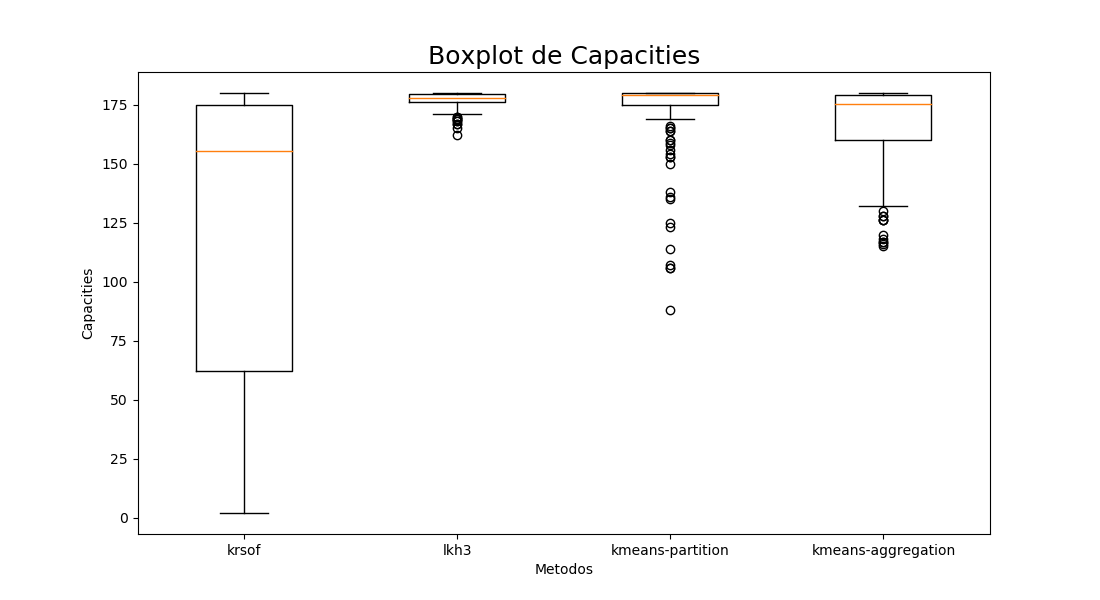 Boxplot de Capacities
175
150
125
100
75
50
25
0
Capacities
krsof
lkh3
kmeans-partition
kmeans-aggregation
Metodos